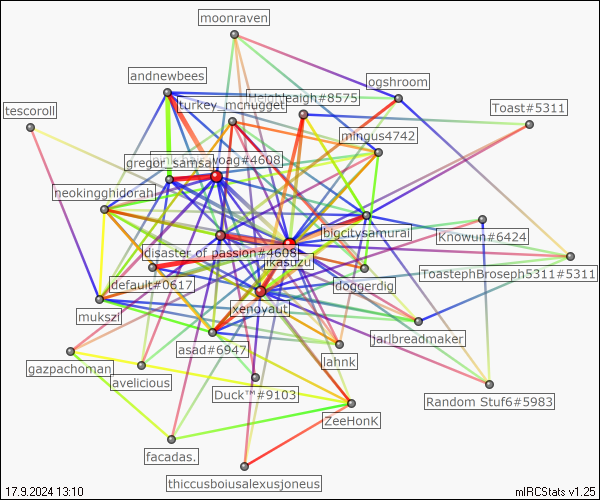 moonraven
andnewbees
ogshroom
Heighleaigh#8575
turkey_mcnugget
tescoroll
Toast#5311
mingus4742
voag#4608
gregor_samsa
neokingghidorah
bigcitysamurai
Knowun#6424
disaster_of_passion#4608
ikasuzu
ToastephBroseph5311#5311
default#0617
doggerdig
mukszi
xenovaut
jarlbreadmaker
asad#6947
lahnk
gazpachoman
avelicious
Duck™#9103
Random Stuf6#5983
ZeeHonK
facadas.
thiccusboiusalexusjoneus
17.9.2024 13:10
mIRCStats v1.25